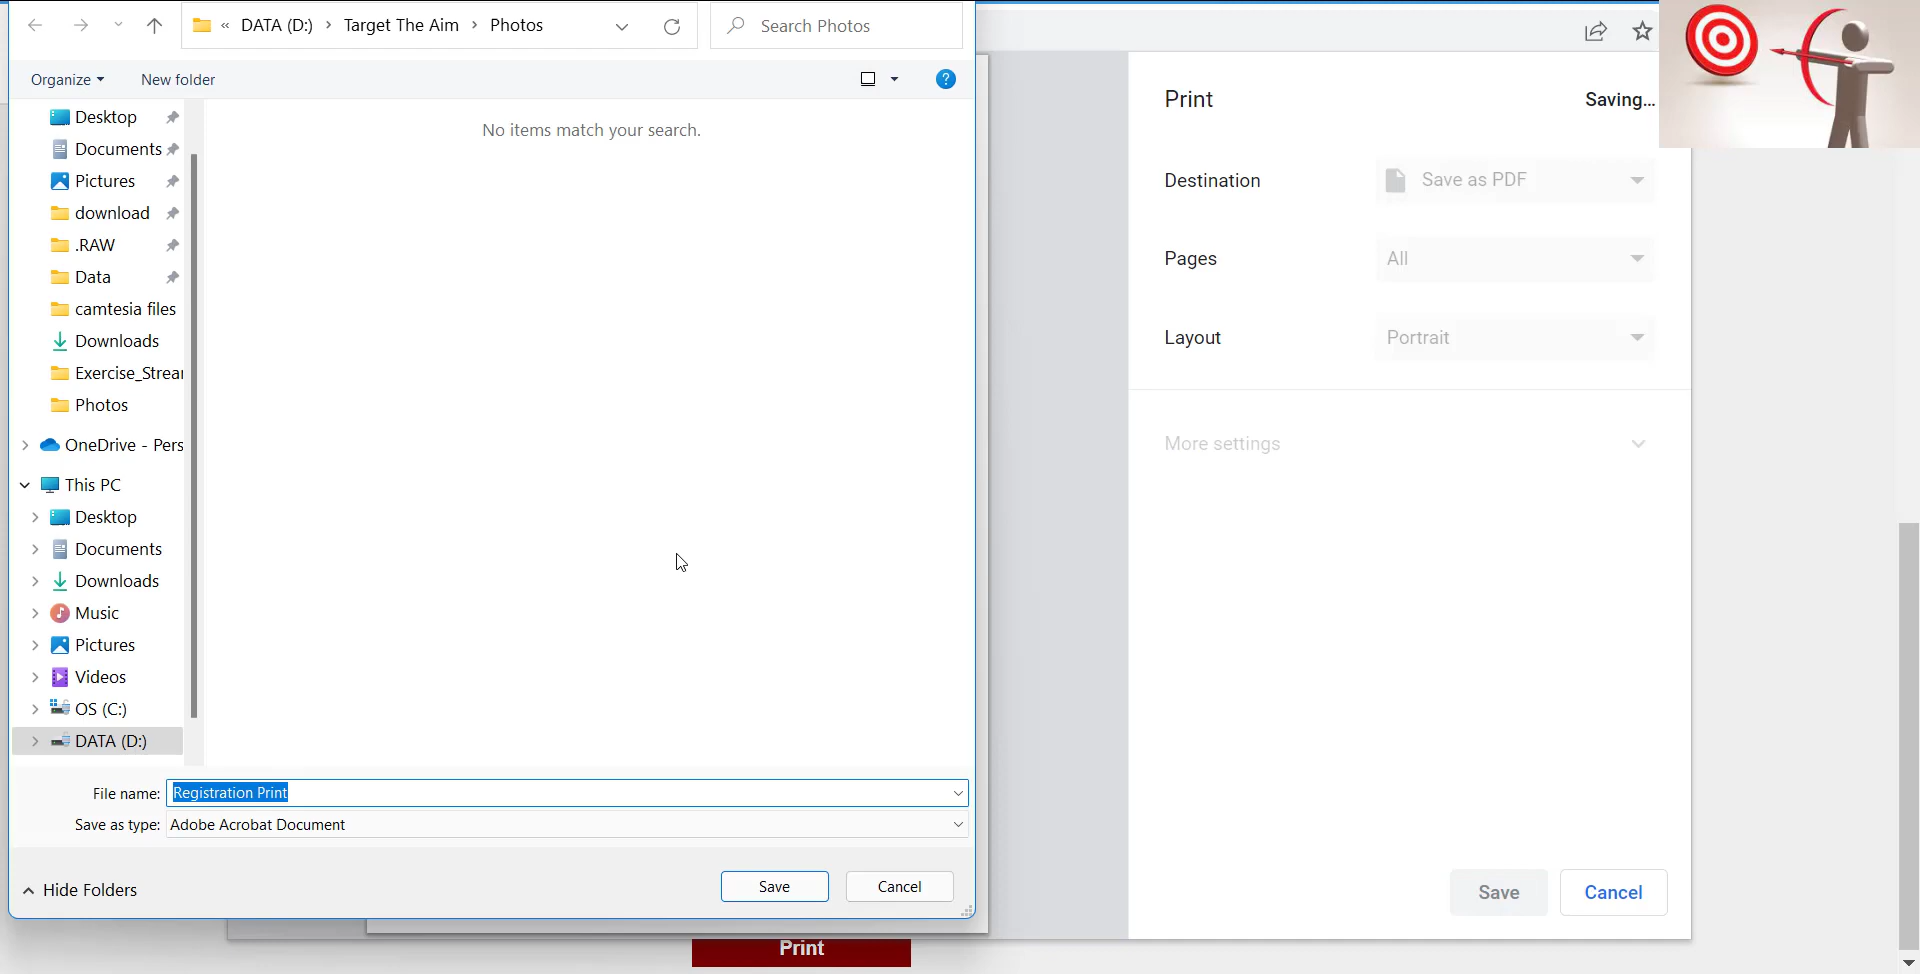 « DATA (D:) › Target The Aim › Photos
Search Photos
Organize
New folder
?
Desktop
Documents
Pictures
download
.RAW
Data
camtesia files
Downloads
Exercise_Strear
Photos
OneDrive - Pers
This PC
Desktop
Documents
Downloads
Music
Pictures
Videos
OS (C:)
DATA (D:)
No items match your search.
File name: Registration Print
Save as type: Adobe Acrobat Document
Hide Folders
Save
Cancel
Print
Saving...
Destination
Save as PDF
Pages
All
Layout
Portrait
More settings
Save
Cancel
Print